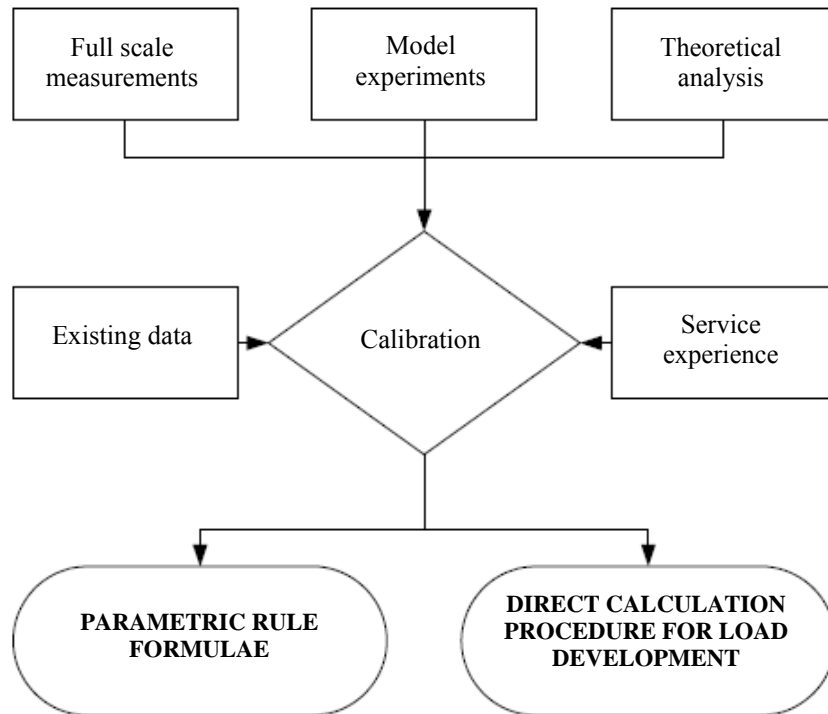 Full scale
measurements
Model
experiments
Theoretical
analysis
Existing data
Calibration
Service
experience
PARAMETRIC RULE
FORMULAE
DIRECT CALCULATION
PROCEDURE FOR LOAD
DEVELOPMENT